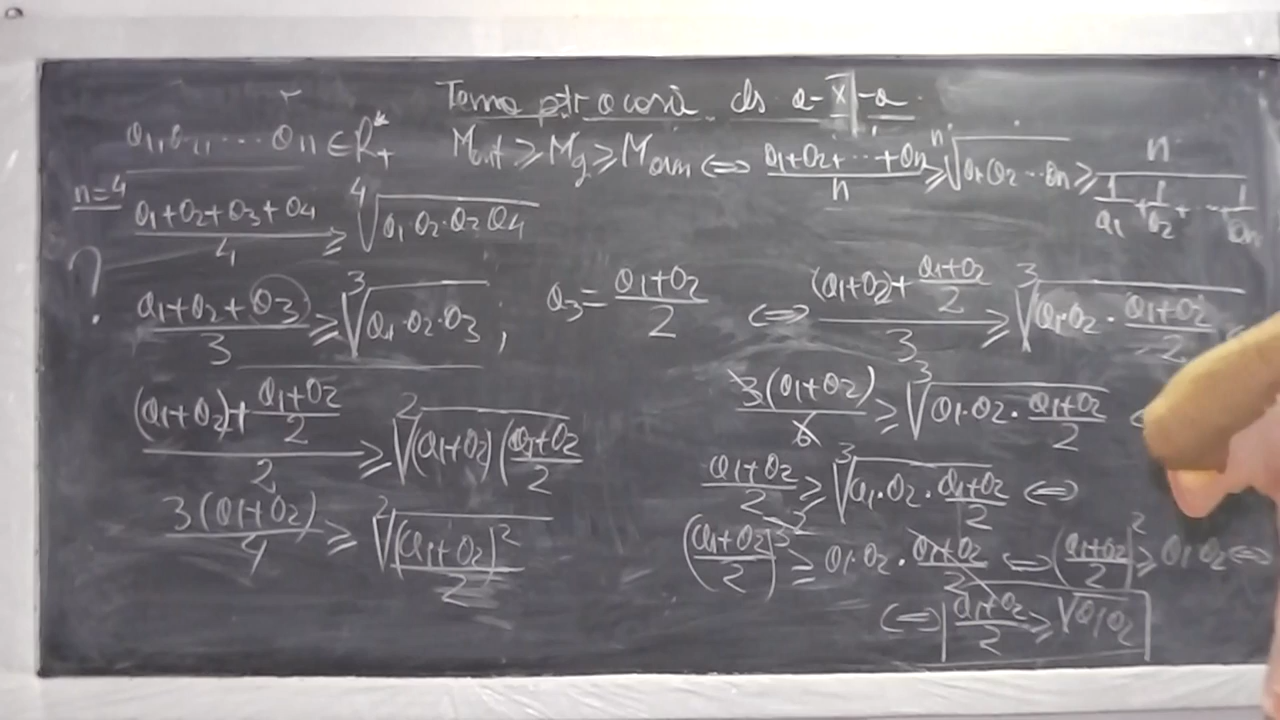 Tema ptr acasă cls a-X-a
a₁, a₂, ... aₙ ∈ R₊* Marit ≥ Mg ≥ Marm ⇔ (a₁+a₂+...+aₙ)/n ≥ ⁿ√(a₁·a₂...aₙ) ≥ n/(1/a₁+1/a₂+...+1/aₙ)
n=4
(a₁+a₂+a₃+a₄)/4 ≥ ⁴√(a₁·a₂·a₂·a₄)
?
(a₁+a₂+a₃)/3 ≥ ³√(a₁·a₂·a₃) ; a₃ = (a₁+a₂)/2 ⇔ ((a₁+a₂)+(a₁+a₂)/2)/3 ≥ ³√(a₁·a₂·(a₁+a₂)/2)
3(a₁+a₂)/6 ≥ ³√(a₁·a₂·(a₁+a₂)/2)
((a₁+a₂)+(a₁+a₂)/2)/2 ≥ ²√((a₁+a₂)((a₁+a₂)/2
(a₁+a₂)/2 ≥ ³√(a₁·a₂·(a₁+a₂)/2) ⇔
3(a₁+a₂)/4 ≥ ²√((a₁+a₂)²/2)
((a₁+a₂)/2)³ ≥ a₁·a₂·(a₁+a₂)/2 ⇔ ((a₁+a₂)/2)² ≥ a₁a₂ ⇔
⇔ (a₁+a₂)/2 ≥ √(a₁a₂)